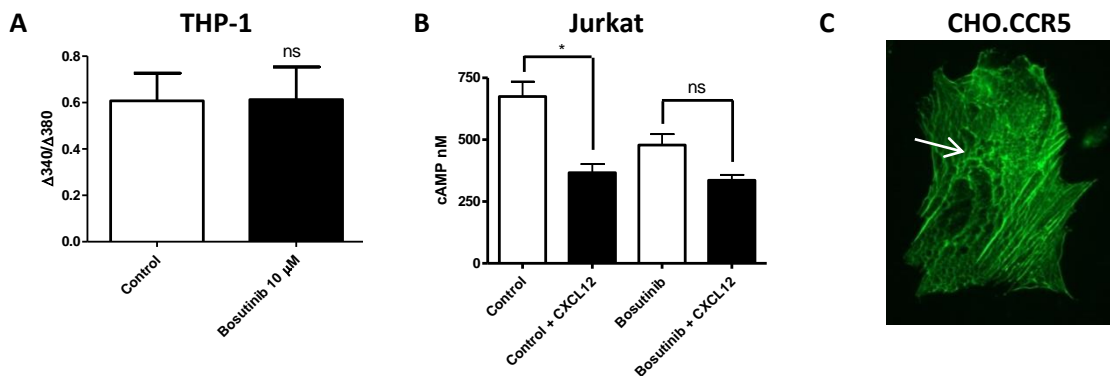 A
THP-1
ns
Δ340/Δ380
0.8
0.6
0.4
0.2
0.0
Control
Bosutinib 10 µM
B
Jurkat
*
ns
cAMP nM
750
500
250
0
Control
Control + CXCL12
Bosutinib
Bosutinib + CXCL12
C
CHO.CCR5